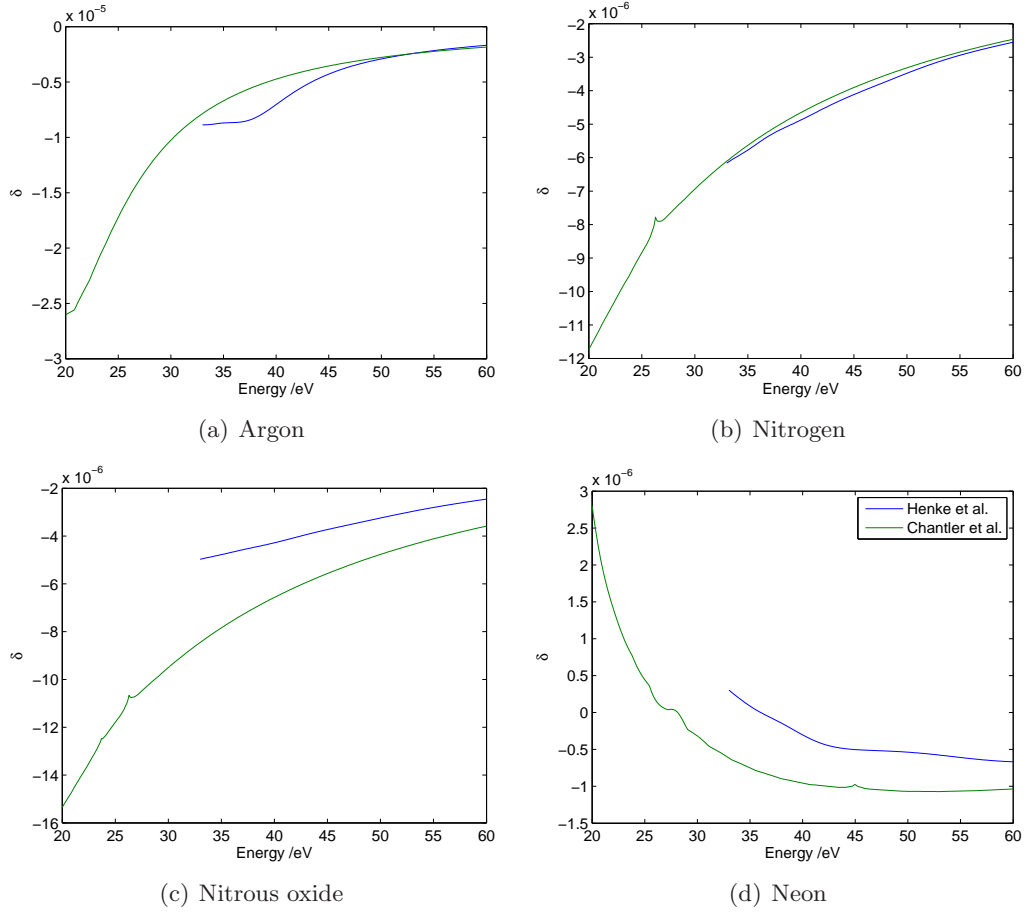 x 10⁻⁵
0
−0.5
−1
−1.5
−2
−2.5
−3
δ
20 25 30 35 40 45 50 55 60
Energy /eV
(a) Argon
x 10⁻⁶
−2
−3
−4
−5
−6
−7
−8
−9
−10
−11
−12
δ
20 25 30 35 40 45 50 55 60
Energy /eV
(b) Nitrogen
x 10⁻⁶
−2
−4
−6
−8
−10
−12
−14
−16
δ
20 25 30 35 40 45 50 55 60
Energy /eV
(c) Nitrous oxide
x 10⁻⁶
3
2.5
2
1.5
1
0.5
0
−0.5
−1
−1.5
δ
Henke et al.
Chantler et al.
20 25 30 35 40 45 50 55 60
Energy /eV
(d) Neon